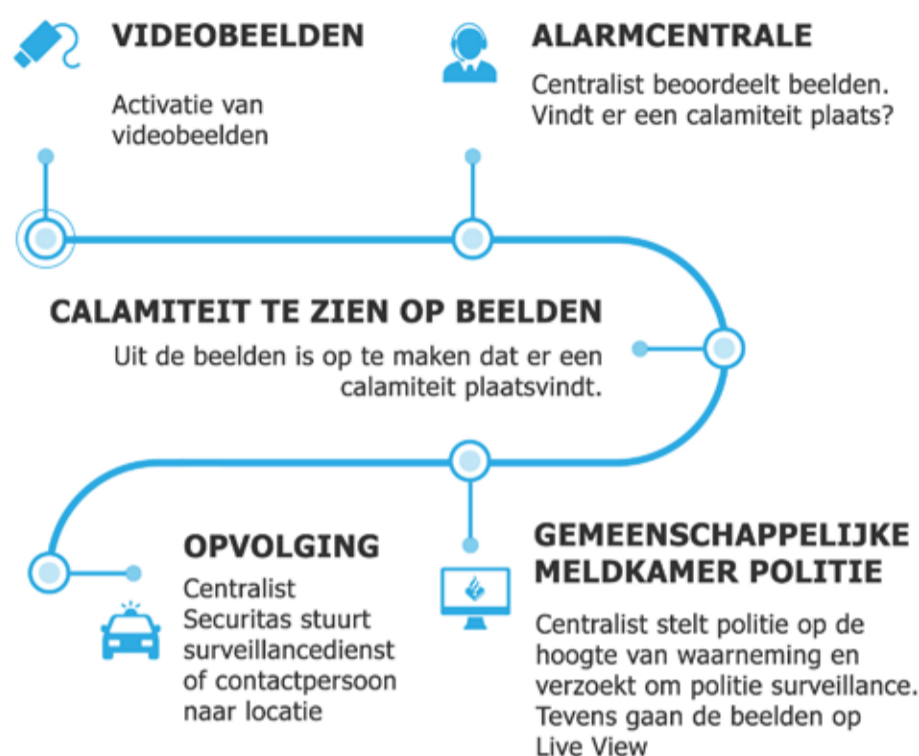 VIDEOBEELDEN
Activatie van
videobeelden
ALARMCENTRALE
Centralist beoordeelt beelden.
Vindt er een calamiteit plaats?
CALAMITEIT TE ZIEN OP BEELDEN
Uit de beelden is op te maken dat er een
calamiteit plaatsvindt.
GEMEENSCHAPPELIJKE
MELDKAMER POLITIE
Centralist stelt politie op de
hoogte van waarneming en
verzoekt om politie surveillance.
Tevens gaan de beelden op
Live View
OPVOLGING
Centralist
Securitas stuurt
surveillancedienst
of contactpersoon
naar locatie